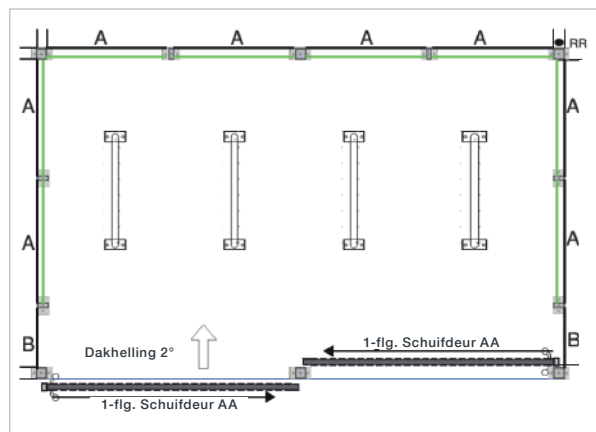 A A A A
RR
A A
A A
B B
Dakhelling 2°
1-flg. Schuifdeur AA
1-flg. Schuifdeur AA